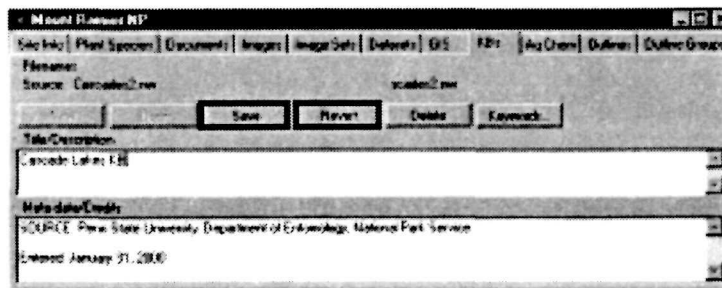 Mount Rainier NP
Site Info | Plant Species | Documents | Images | Image Sets | Datasets | GIS | KBs | Aq Chem | Outlines | Outline Groups
Filename:
Source: Cascades2.nw
Save Revert Delete Keywords...
Title/Description:
Cascade Lakes KB
Metadata/Credits
SOURCE: Penn State University, Department of Entomology, National Park Service
Entered January 31, 2000